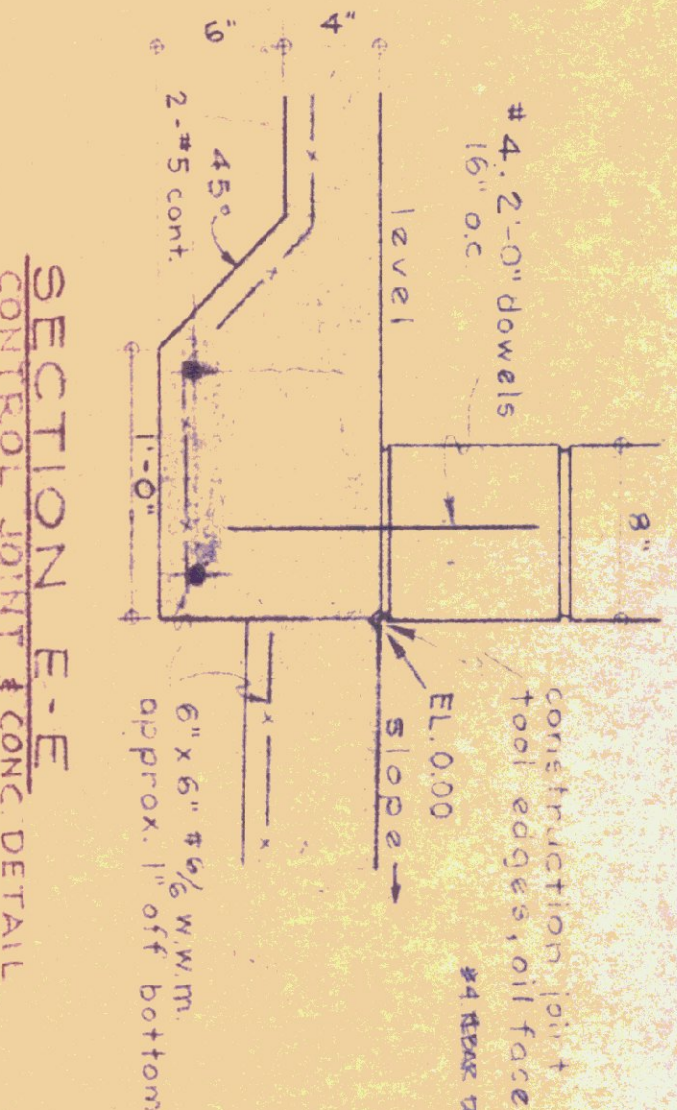 6"
4"
# 4. 2'-0" dowels
16" o.c
2 - #5 cont.
45°
level
8"
1'-0"
construction joint
tool edges, oil face
EL. 0.00
slope
6" x 6" # 6/6 w.w.m.
approx. 1" off bottom
#4 REBAR
SECTION E-E
CONTROL JOINT & CONC. DETAIL